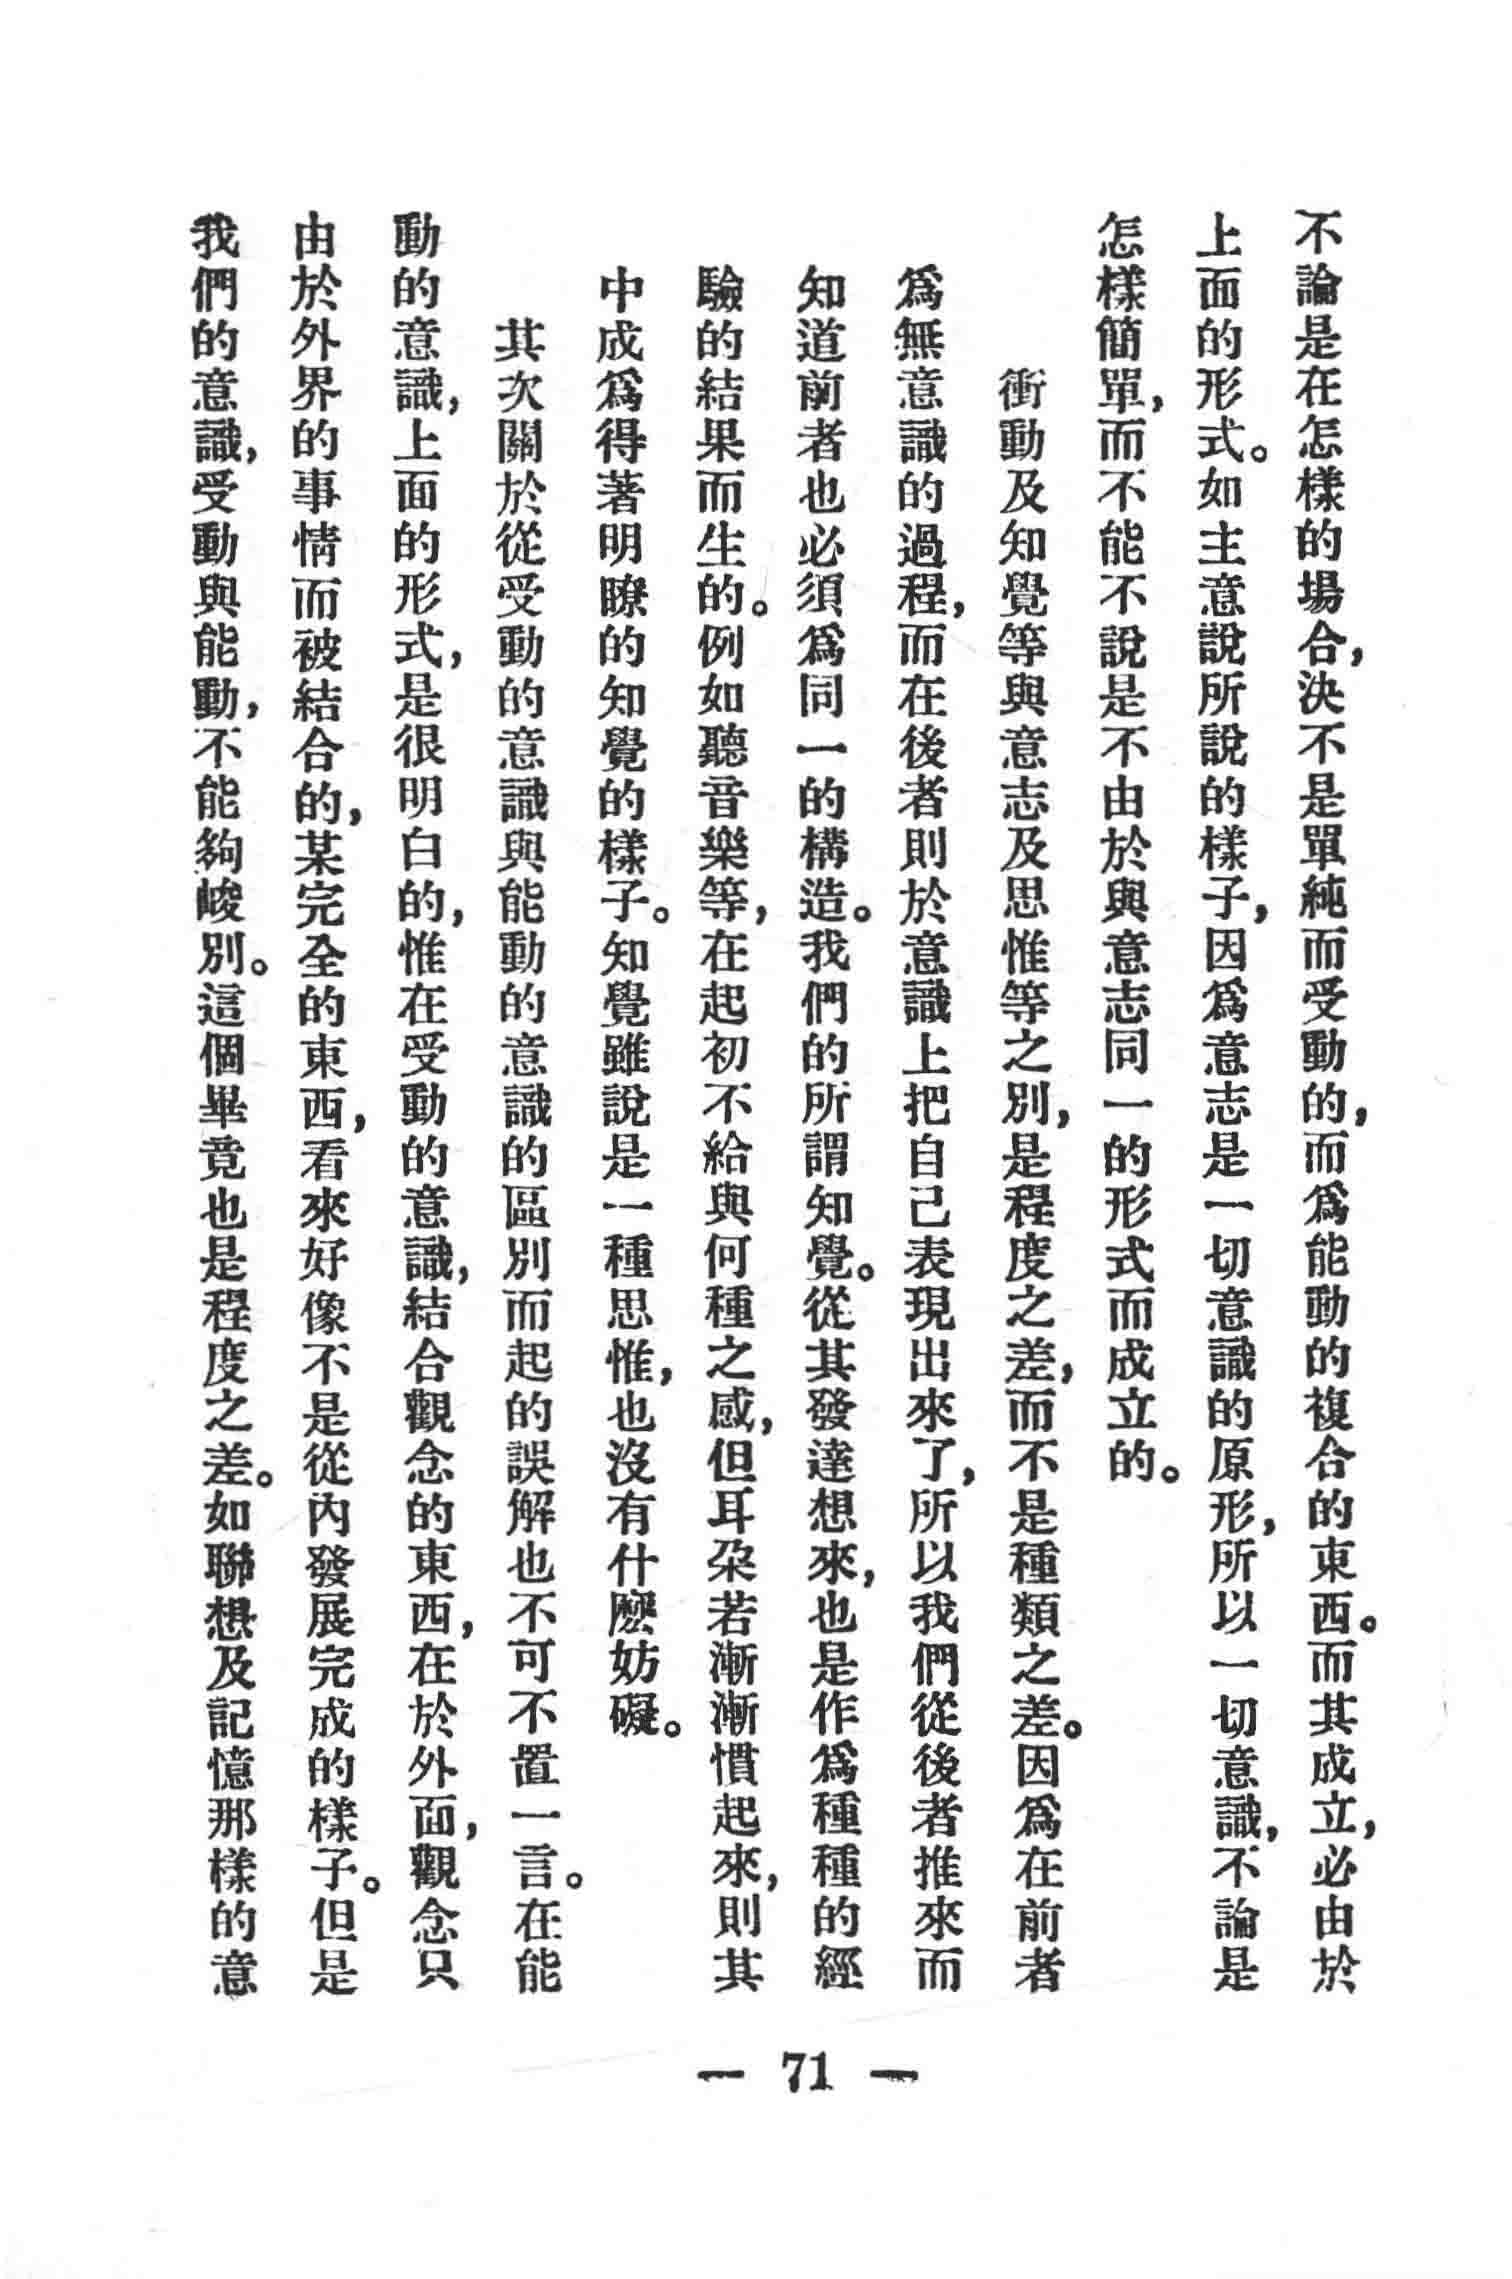 不論是在怎樣的場合，決不是單純而受動的，而爲能動的複合的東西。而其成立，必由於
上面的形式。如主意說所說的樣子，因爲意志是一切意識的原形，所以一切意識，不論是
怎樣簡單，而不能不說是不由於與意志同一的形式而成立的。
衝動及知覺等與意志及思惟等之別，是程度之差，而不是種類之差。因爲在前者
爲無意識的過程，而在後者則於意識上把自己表現出來了，所以我們從後者推來而
知道前者也必須爲同一的構造。我們的所謂知覺。從其發達想來，也是作爲種種的經
驗的結果而生的。例如聽音樂等，在起初不給與何種之感，但耳朶若漸漸慣起來，則其
中成爲得著明瞭的知覺的樣子。知覺雖說是一種思惟，也沒有什麽妨礙。
其次關於從受動的意識與能動的意識的區別而起的誤解也不可不置一言。在能
動的意識，上面的形式，是很明白的，惟在受動的意識，結合觀念的東西，在於外面，觀念只
由於外界的事情而被結合的，某完全的東西，看來好像不是從內發展完成的樣子。但是
我們的意識，受動與能動，不能夠峻別。這個畢竟也是程度之差。如聯想及記憶那樣的意
— 71 —